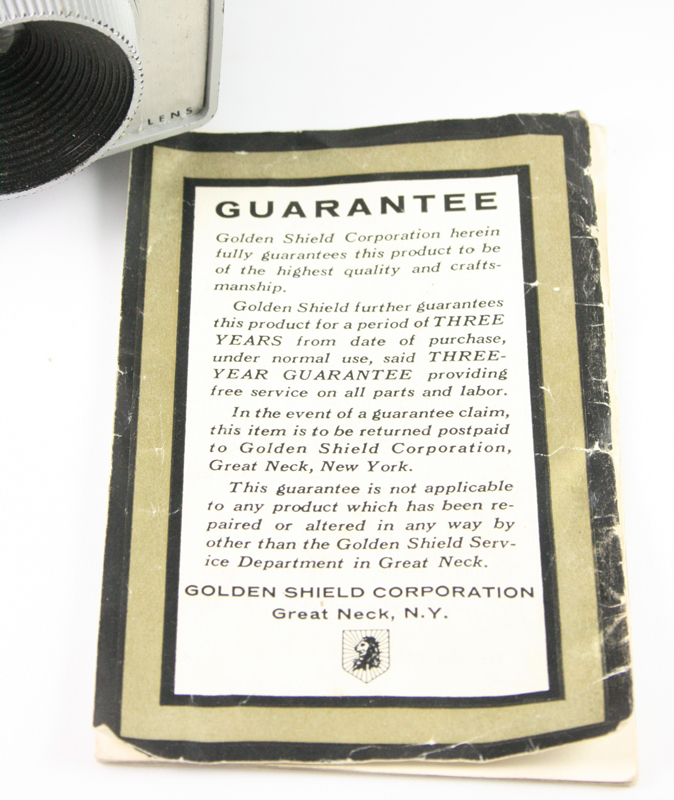 LENS
GUARANTEE
Golden Shield Corporation herein
fully guarantees this product to be
of the highest quality and crafts-
manship.
Golden Shield further guarantees
this product for a period of THREE
YEARS from date of purchase,
under normal use, said THREE-
YEAR GUARANTEE providing
free service on all parts and labor.
In the event of a guarantee claim,
this item is to be returned postpaid
to Golden Shield Corporation,
Great Neck, New York.
This guarantee is not applicable
to any product which has been re-
paired or altered in any way by
other than the Golden Shield Serv-
ice Department in Great Neck.
GOLDEN SHIELD CORPORATION
Great Neck, N.Y.